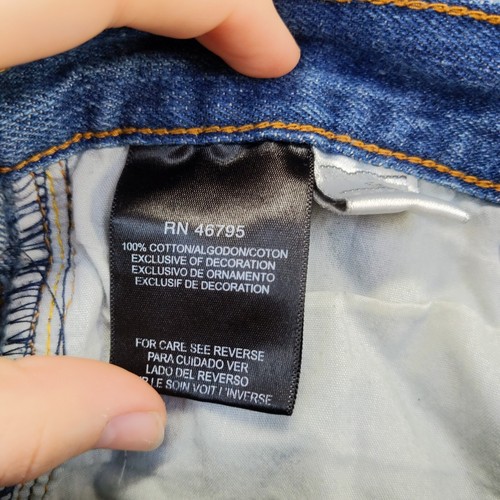 RN 46795
100% COTTON/ALGODON/COTON
EXCLUSIVE OF DECORATION
EXCLUSIVO DE ORNAMENTO
EXCLUSIF DE DECORATION
FOR CARE SEE REVERSE
PARA CUIDADO VER
LADO DEL REVERSO
LE SOIN VOIT L'INVERSE